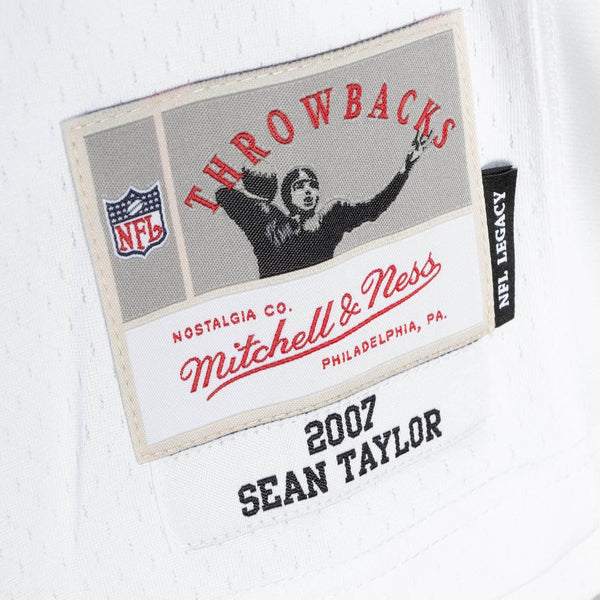 THROWBACKS
NFL
NOSTALGIA CO.
Mitchell & Ness
PHILADELPHIA, PA.
NFL LEGACY
2007
SEAN TAYLOR